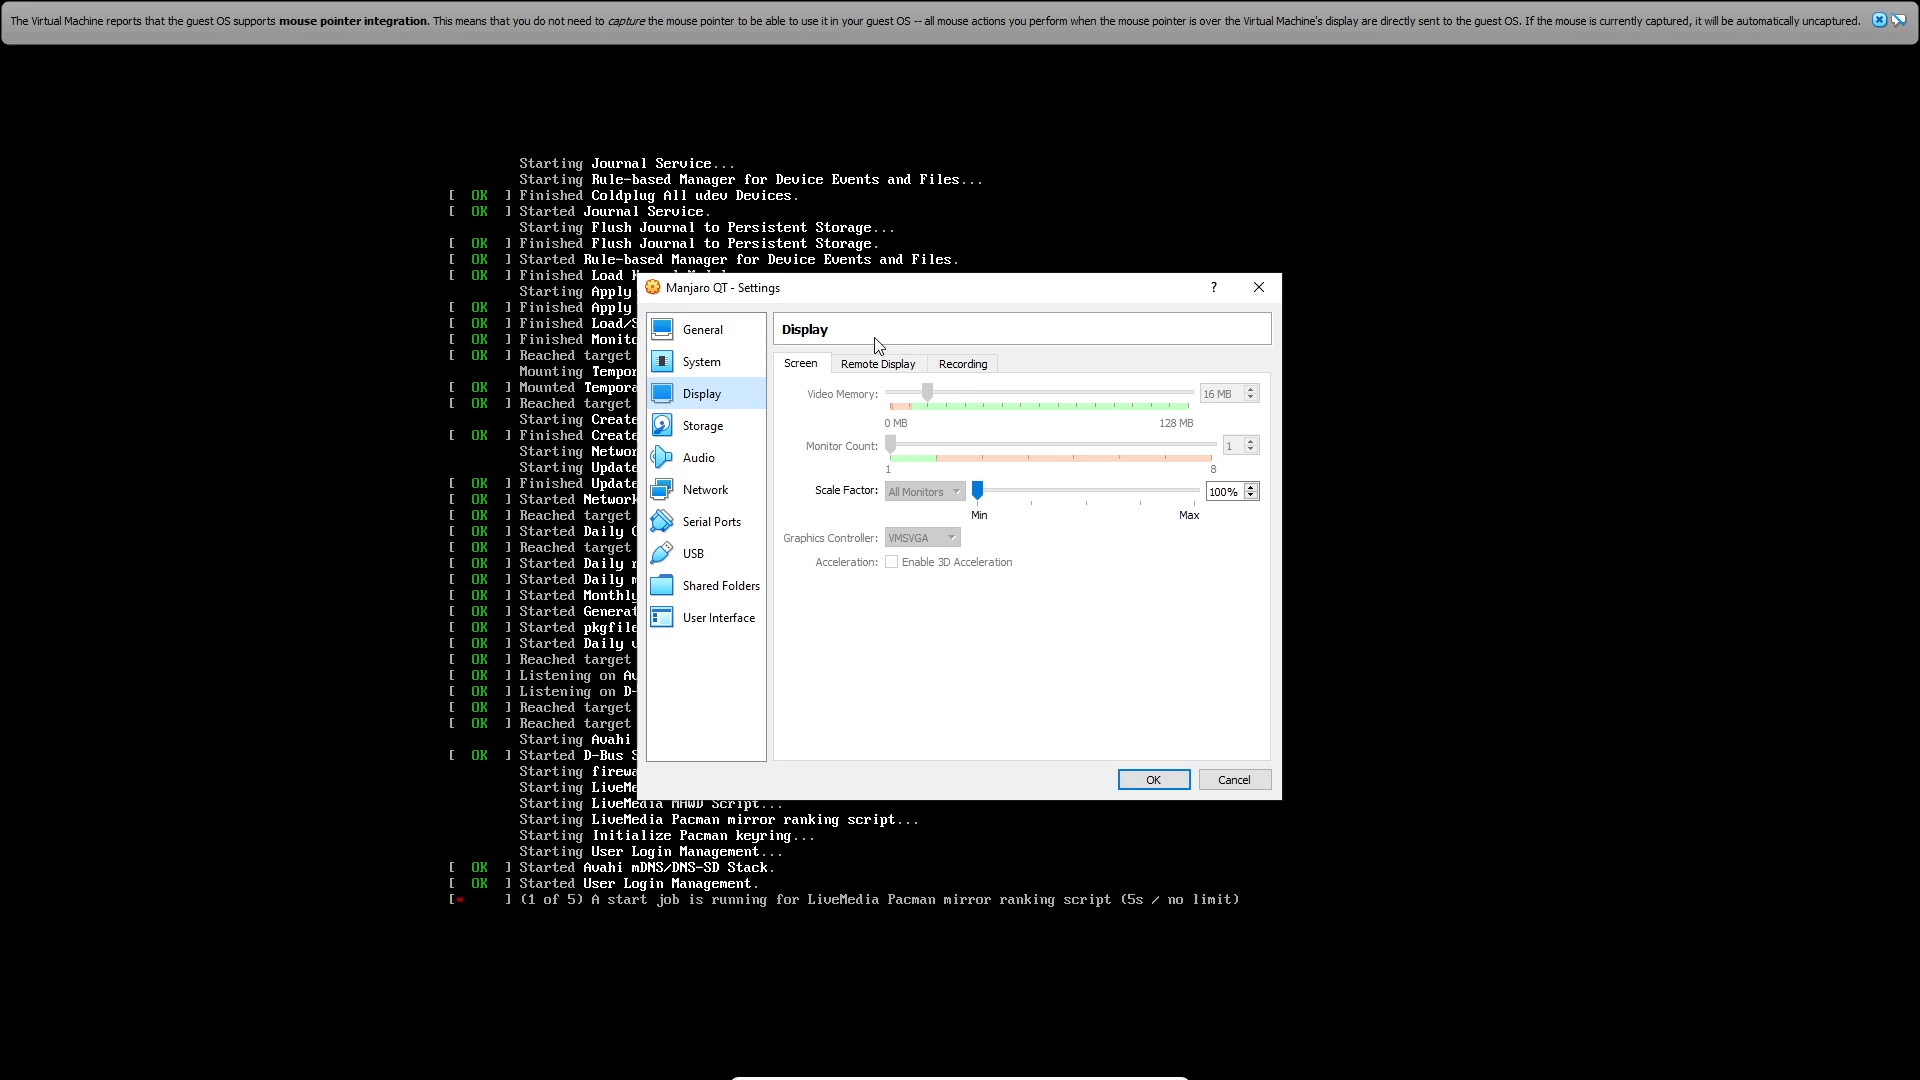 The Virtual Machine reports that the guest OS supports mouse pointer integration. This means that you do not need to capture the mouse pointer to be able to use it in your guest OS -- all mouse actions you perform when the mouse pointer is over the Virtual Machine's display are directly sent to the guest OS. If the mouse is currently captured, it will be automatically uncaptured.
Starting Journal Service...
Starting Rule-based Manager for Device Events and Files...
[ OK ] Finished Coldplug All udev Devices.
[ OK ] Started Journal Service.
Starting Flush Journal to Persistent Storage...
[ OK ] Finished Flush Journal to Persistent Storage.
[ OK ] Started Rule-based Manager for Device Events and Files.
[ OK ] Finished Load
Starting Apply
[ OK ] Finished Apply
[ OK ] Finished Load/S
[ OK ] Finished Monito
[ OK ] Reached target
Mounting Tempor
[ OK ] Mounted Tempora
[ OK ] Reached target
Starting Create
[ OK ] Finished Create
Starting Networ
Starting Update
[ OK ] Finished Update
[ OK ] Started Network
[ OK ] Reached target
[ OK ] Started Daily
[ OK ] Reached target
[ OK ] Started Daily
[ OK ] Started Daily m
[ OK ] Started Monthly
[ OK ] Started Generat
[ OK ] Started pkgfile
[ OK ] Started Daily
[ OK ] Reached target
[ OK ] Listening on Av
[ OK ] Listening on D-
[ OK ] Reached target
[ OK ] Reached target
Starting Avahi
[ OK ] Started D-Bus S
Starting firewa
Starting LiveMe
Starting LiveMedia MHWD Script...
Starting LiveMedia Pacman mirror ranking script...
Starting Initialize Pacman keyring...
Starting User Login Management...
[ OK ] Started Avahi mDNS/DNS-SD Stack.
[ OK ] Started User Login Management.
[* ] (1 of 5) A start job is running for LiveMedia Pacman mirror ranking script (5s / no limit)
Manjaro QT - Settings
?
General
System
Display
Storage
Audio
Network
Serial Ports
USB
Shared Folders
User Interface
Display
Screen Remote Display Recording
Video Memory: 16 MB
0 MB 128 MB
Monitor Count: 1
1 8
Scale Factor: All Monitors 100%
Min Max
Graphics Controller: VMSVGA
Acceleration: Enable 3D Acceleration
OK Cancel